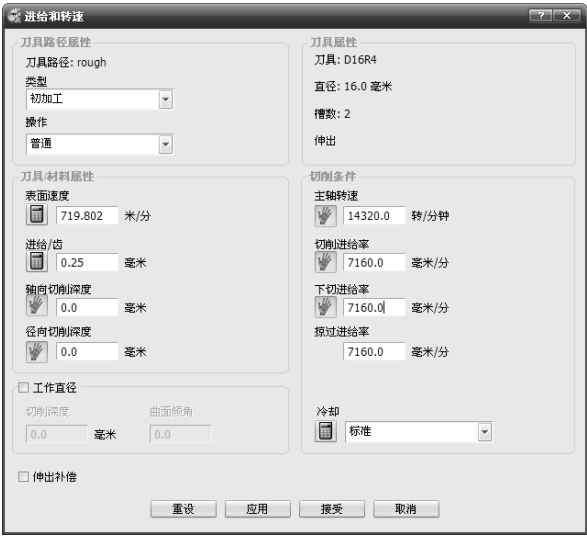 进给和转速
刀具路径属性
刀具路径: rough
类型
初加工
操作
普通
刀具属性
刀具: D16R4
直径: 16.0 毫米
槽数: 2
伸出
刀具/材料属性
表面速度
719.802 米/分
进给/齿
0.25 毫米
轴向切削深度
0.0 毫米
径向切削深度
0.0 毫米
切削条件
主轴转速
14320.0 转/分钟
切削进给率
7160.0 毫米/分
下切进给率
7160.0 毫米/分
掠过进给率
7160.0 毫米/分
工作直径
切削深度 曲面倾角
0.0 毫米 0.0
冷却
标准
伸出补偿
重设 应用 接受 取消